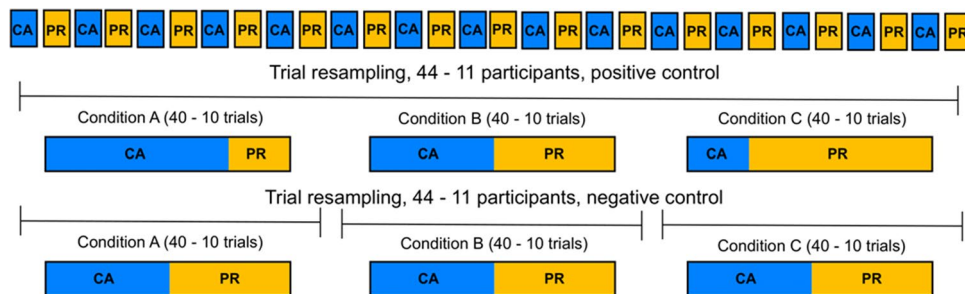 CA PR CA PR CA PR CA PR CA PR CA PR CA PR CA PR CA PR CA PR CA PR CA PR CA PR CA PR CA PR
Trial resampling, 44 - 11 participants, positive control
Condition A (40 - 10 trials) Condition B (40 - 10 trials) Condition C (40 - 10 trials)
CA PR CA PR CA PR
Trial resampling, 44 - 11 participants, negative control
Condition A (40 - 10 trials) Condition B (40 - 10 trials) Condition C (40 - 10 trials)
CA PR CA PR CA PR